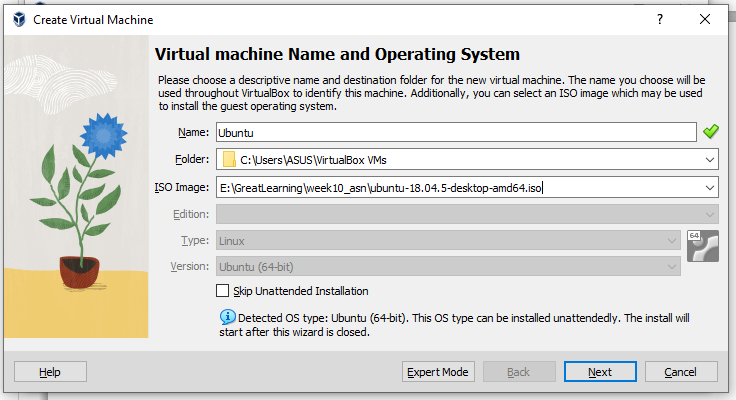 Create Virtual Machine
?
Virtual machine Name and Operating System
Please choose a descriptive name and destination folder for the new virtual machine. The name you choose will be
used throughout VirtualBox to identify this machine. Additionally, you can select an ISO image which may be used
to install the guest operating system.
Name: Ubuntu
Folder: C:\Users\ASUS\VirtualBox VMs
ISO Image: E:\GreatLearning\week10_asn\ubuntu-18.04.5-desktop-amd64.iso
Edition:
Type: Linux
64
Version: Ubuntu (64-bit)
Skip Unattended Installation
Detected OS type: Ubuntu (64-bit). This OS type can be installed unattendedly. The install will
start after this wizard is closed.
Help Expert Mode Back Next Cancel